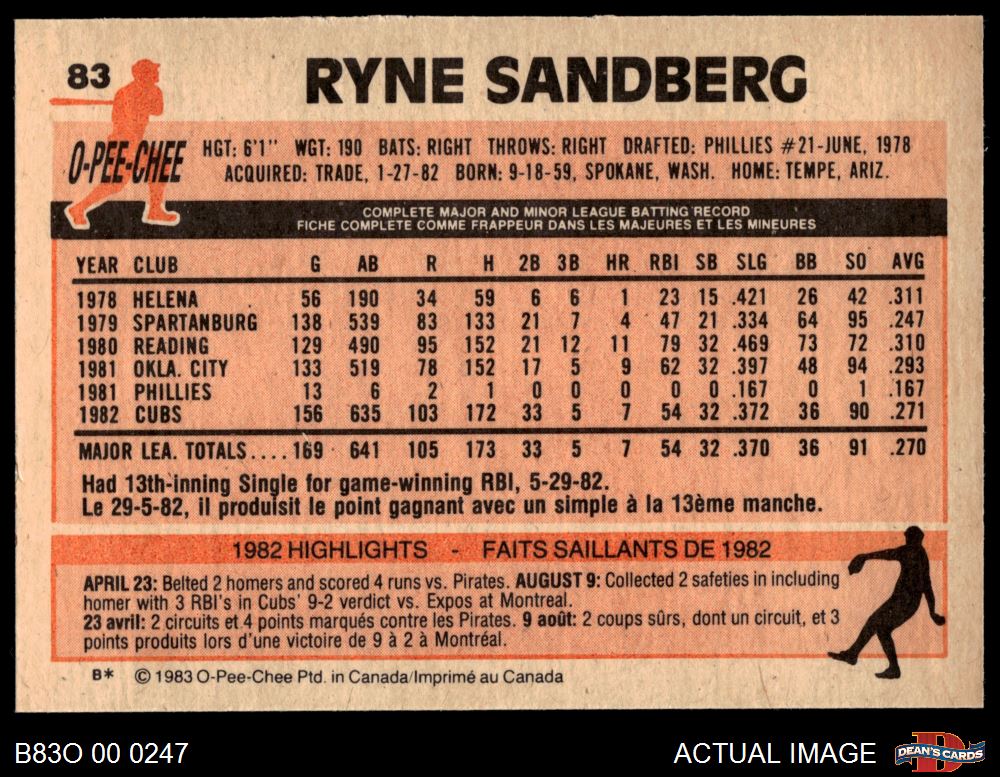 83
RYNE SANDBERG
O-PEE-CHEE
HGT: 6'1" WGT: 190 BATS: RIGHT THROWS: RIGHT DRAFTED: PHILLIES #21-JUNE, 1978
ACQUIRED: TRADE, 1-27-82 BORN: 9-18-59, SPOKANE, WASH. HOME: TEMPE, ARIZ.
COMPLETE MAJOR AND MINOR LEAGUE BATTING RECORD
FICHE COMPLETE COMME FRAPPEUR DANS LES MAJEURES ET LES MINEURES
YEAR CLUB G AB R H 2B 3B HR RBI SB SLG BB SO AVG
1978 HELENA 56 190 34 59 6 6 1 23 15 .421 26 42 .311
1979 SPARTANBURG 138 539 83 133 21 7 4 47 21 .334 64 95 .247
1980 READING 129 490 95 152 21 12 11 79 32 .469 73 72 .310
1981 OKLA. CITY 133 519 78 152 17 5 9 62 32 .397 48 94 .293
1981 PHILLIES 13 6 2 1 0 0 0 0 0 .167 0 1 .167
1982 CUBS 156 635 103 172 33 5 7 54 32 .372 36 90 .271
MAJOR LEA. TOTALS....169 641 105 173 33 5 7 54 32 .370 36 91 .270
Had 13th-inning Single for game-winning RBI, 5-29-82.
Le 29-5-82, il produisit le point gagnant avec un simple à la 13ème manche.
1982 HIGHLIGHTS - FAITS SAILLANTS DE 1982
APRIL 23: Belted 2 homers and scored 4 runs vs. Pirates. AUGUST 9: Collected 2 safeties in including
homer with 3 RBI's in Cubs' 9-2 verdict vs. Expos at Montreal.
23 avril: 2 circuits et 4 points marqués contre les Pirates. 9 août: 2 coups sûrs, dont un circuit, et 3
points produits lors d'une victoire de 9 à 2 à Montréal.
B* © 1983 O-Pee-Chee Ptd. in Canada/Imprimé au Canada
B83O 00 0247
ACTUAL IMAGE
D
DEAN'S CARDS